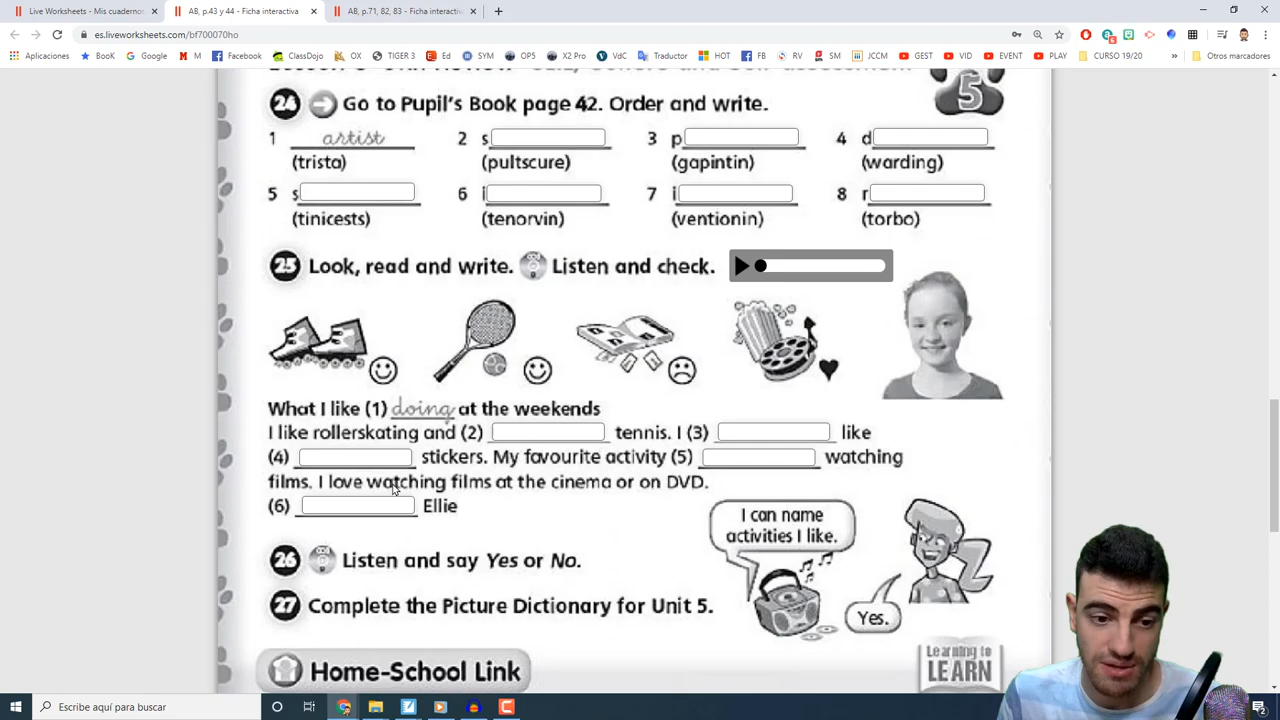 Live Worksheets - Mis cuadernos
AB, p.43 y 44 - Ficha interactiva
AB, p.71, 82, 83 - Ficha interactiv
es.liveworksheets.com/bf700070ho
Aplicaciones BooK Google M Facebook ClassDojo OX TIGER 3 Ed SYM OP5 X2 Pro VdC Traductor HOT FB RV SM JCCM GEST VID EVENT PLAY CURSO 19/20 Otros marcadores
5
24 Go to Pupil's Book page 42. Order and write.
1 artist 2 s 3 p 4 d
(trista) (pultscure) (gapintin) (warding)
5 s 6 i 7 i 8 r
(tinicests) (tenorvin) (ventionin) (torbo)
25 Look, read and write. Listen and check.
What I like (1) doing at the weekends
I like rollerskating and (2) tennis. I (3) like
(4) stickers. My favourite activity (5) watching
films. I love watching films at the cinema or on DVD.
(6) Ellie
I can name
activities I like.
26 Listen and say Yes or No.
27 Complete the Picture Dictionary for Unit 5.
Yes.
Home-School Link
Learning to
LEARN
Escribe aquí para buscar